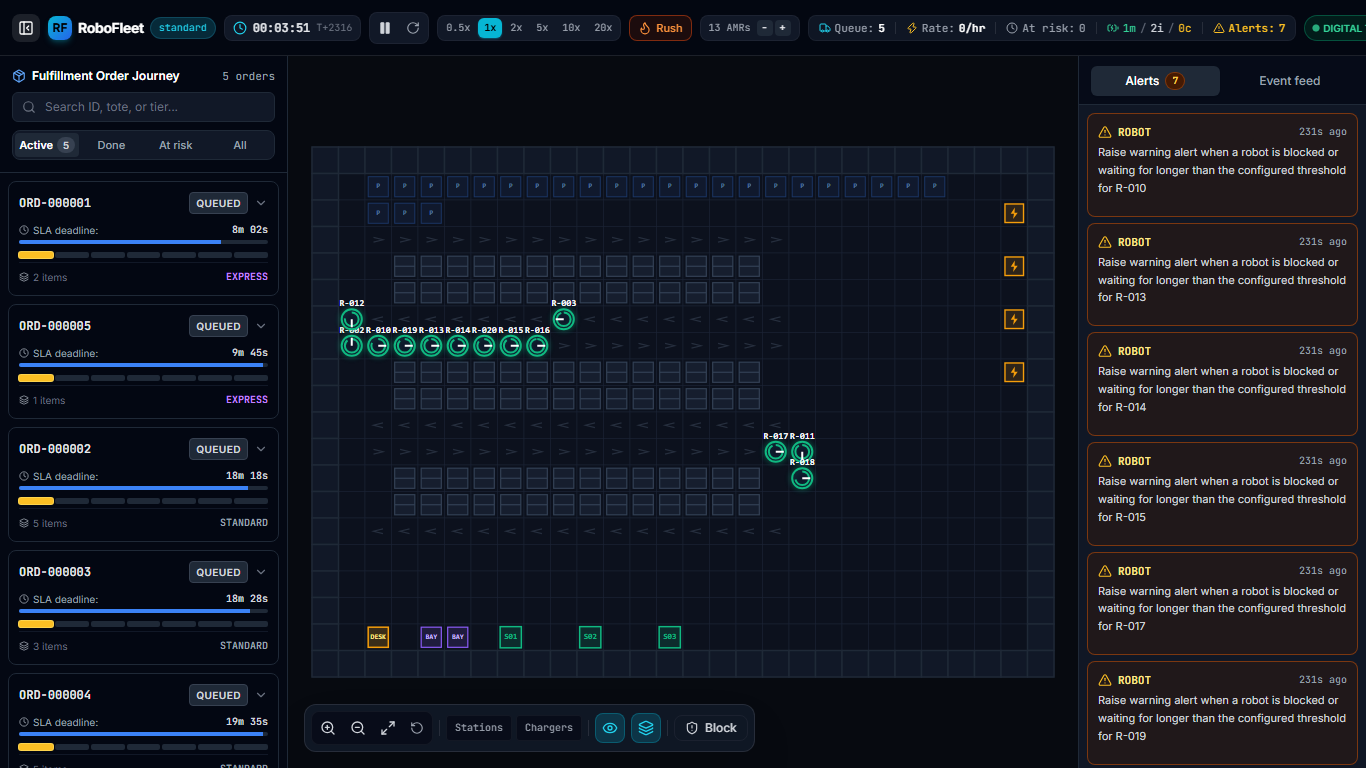 RF RoboFleet standard 00:03:51 T+2316 0.5x 1x 2x 5x 10x 20x Rush 13 AMRs - + Queue: 5 Rate: 0/hr At risk: 0 1m / 2i / 0c Alerts: 7 DIGITAL
Fulfillment Order Journey 5 orders
Search ID, tote, or tier...
Active 5 Done At risk All
ORD-000001 QUEUED
SLA deadline: 8m 02s
2 items EXPRESS
ORD-000005 QUEUED
SLA deadline: 9m 45s
1 items EXPRESS
ORD-000002 QUEUED
SLA deadline: 18m 18s
5 items STANDARD
ORD-000003 QUEUED
SLA deadline: 18m 28s
3 items STANDARD
ORD-000004 QUEUED
SLA deadline: 19m 35s
5 items STANDARD
P P P P P P P P P P P P P P P P P P P P P P
P P P
R-012 R-003
R-002 R-010 R-019 R-013 R-014 R-020 R-015 R-016
R-017 R-011
R-018
DESK BAY BAY S01 S02 S03
Stations Chargers Block
Alerts 7 Event feed
ROBOT 231s ago
Raise warning alert when a robot is blocked or
waiting for longer than the configured threshold
for R-010
ROBOT 231s ago
Raise warning alert when a robot is blocked or
waiting for longer than the configured threshold
for R-013
ROBOT 231s ago
Raise warning alert when a robot is blocked or
waiting for longer than the configured threshold
for R-014
ROBOT 231s ago
Raise warning alert when a robot is blocked or
waiting for longer than the configured threshold
for R-015
ROBOT 231s ago
Raise warning alert when a robot is blocked or
waiting for longer than the configured threshold
for R-017
ROBOT 231s ago
Raise warning alert when a robot is blocked or
waiting for longer than the configured threshold
for R-019